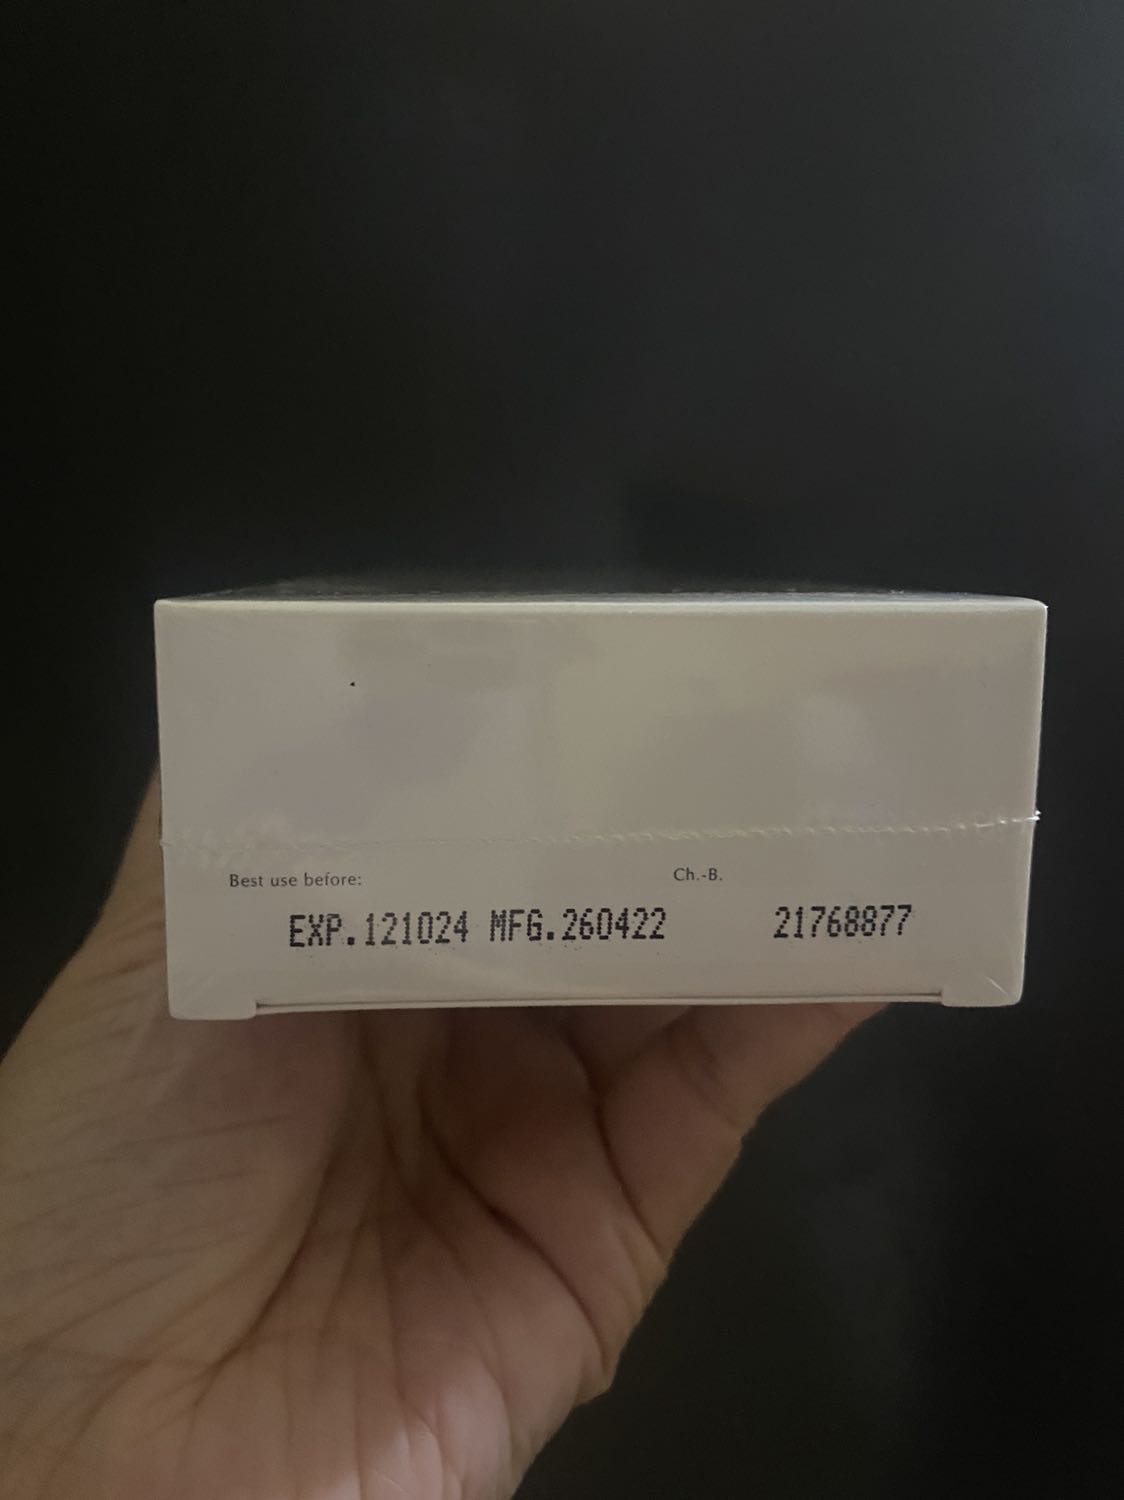 Best use before: Ch.-B.
EXP.121024 MFG.260422 21768877